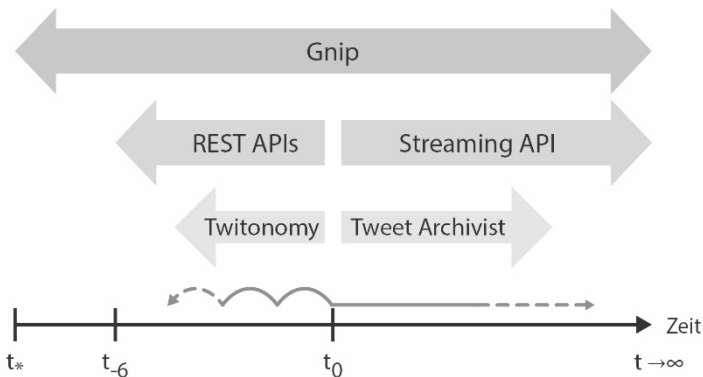 Gnip
REST APIs Streaming API
Twitonomy Tweet Archivist
Zeit
t* t-6 t0 t→∞